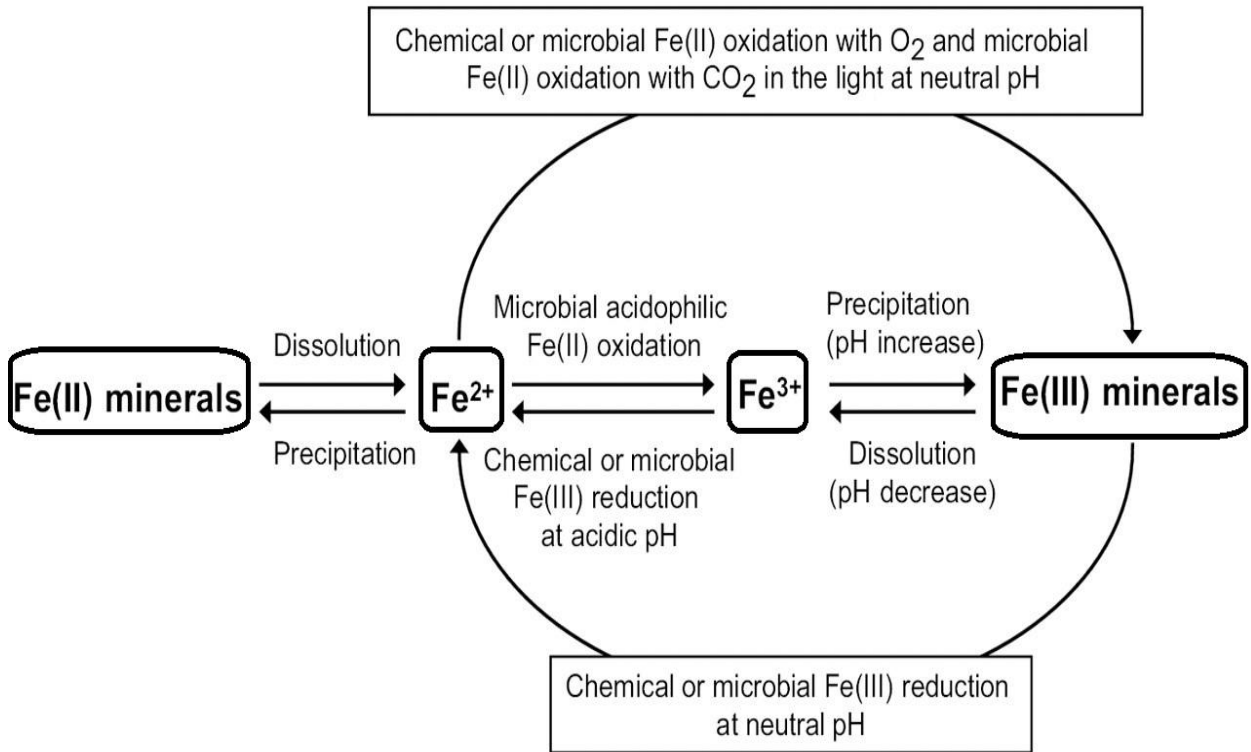 Chemical or microbial Fe(II) oxidation with O₂ and microbial
Fe(II) oxidation with CO₂ in the light at neutral pH
Microbial acidophilic
Fe(II) oxidation
Precipitation
(pH increase)
Dissolution
Fe(II) minerals
Fe²⁺
Fe³⁺
Fe(III) minerals
Precipitation
Chemical or microbial
Fe(III) reduction
at acidic pH
Dissolution
(pH decrease)
Chemical or microbial Fe(III) reduction
at neutral pH